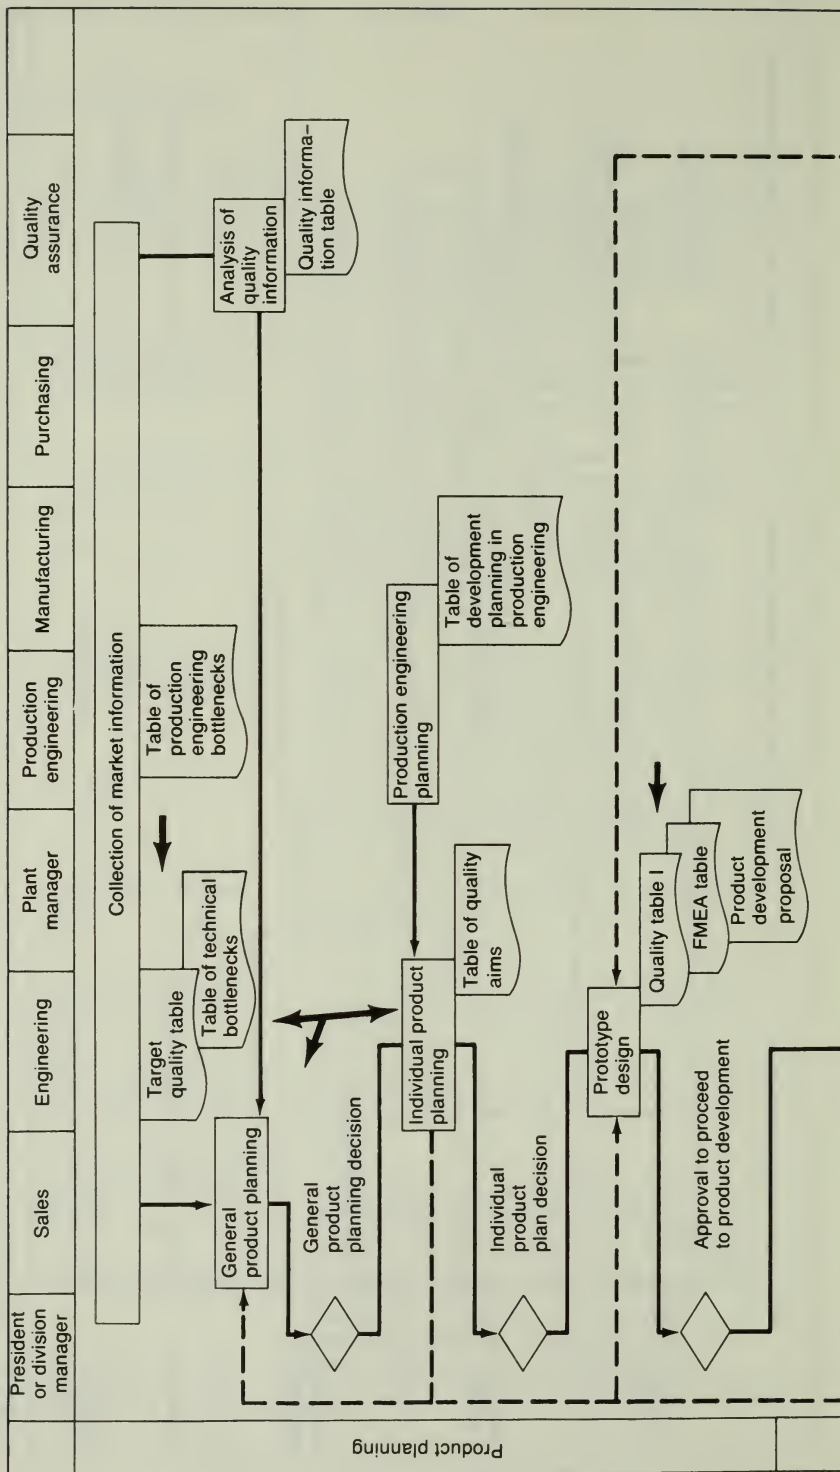 President
or division
manager
Sales
Engineering
Plant
manager
Production
engineering
Manufacturing
Purchasing
Quality
assurance
Product planning
Collection of market information
Target
quality table
Table of technical
bottlenecks
Table of
production
engineering
bottlenecks
General
product planning
Analysis of
quality
information
Quality informa-
tion table
General
product
planning decision
Individual product
planning
Table of quality
aims
Production engineering
planning
Table of
development
planning in
production
engineering
Individual
product
plan decision
Prototype
design
Quality table I
FMEA table
Product
development
proposal
Approval to proceed
to product development